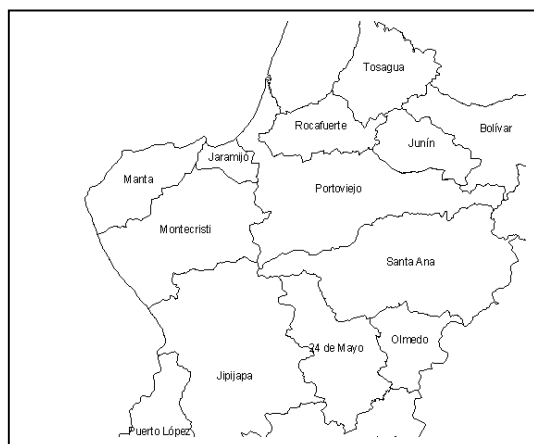 Tosagua
Rocafuerte
Bolívar
Junín
Jaramijó
Manta
Portoviejo
Montecristi
Santa Ana
Olmedo
24 de Mayo
Jipijapa
Puerto López